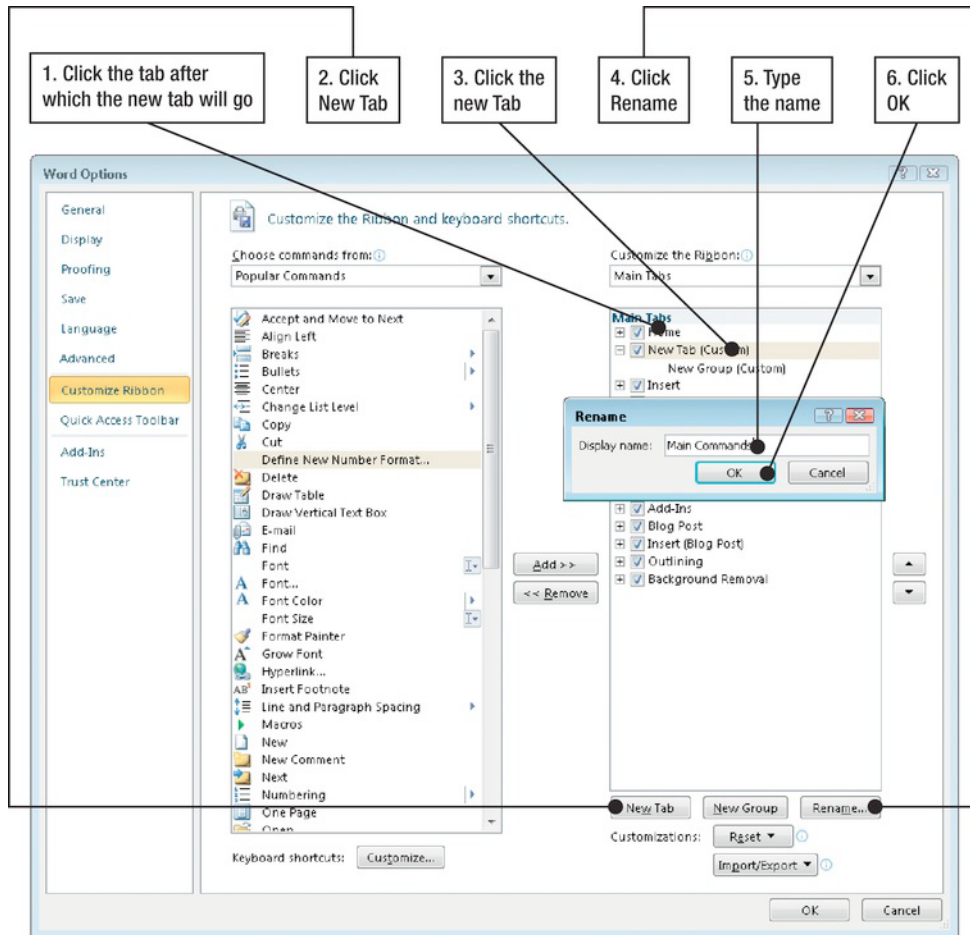 1. Click the tab after
which the new tab will go
2. Click
New Tab
3. Click the
new Tab
4. Click
Rename
5. Type
the name
6. Click
OK
Word Options
General
Display
Proofing
Save
Language
Advanced
Customize Ribbon
Quick Access Toolbar
Add-Ins
Trust Center
Customize the Ribbon and keyboard shortcuts.
Choose commands from:
Popular Commands
Accept and Move to Next
Align Left
Breaks
Bullets
Center
Change List Level
Copy
Cut
Define New Number Format...
Delete
Draw Table
Draw Vertical Text Box
E-mail
Find
Font
Font...
Font Color
Font Size
Format Painter
Grow Font
Hyperlink...
Insert Footnote
Line and Paragraph Spacing
Macros
New
New Comment
Next
Numbering
One Page
Open
Keyboard shortcuts: Customize...
Add >>
<< Remove
Customize the Ribbon:
Main Tabs
Main Tabs
Home
New Tab (Custom)
New Group (Custom)
Insert
Rename
Display name: Main Commands
OK Cancel
Add-Ins
Blog Post
Insert (Blog Post)
Outlining
Background Removal
New Tab New Group Rename...
Customizations: Reset
Import/Export
OK Cancel